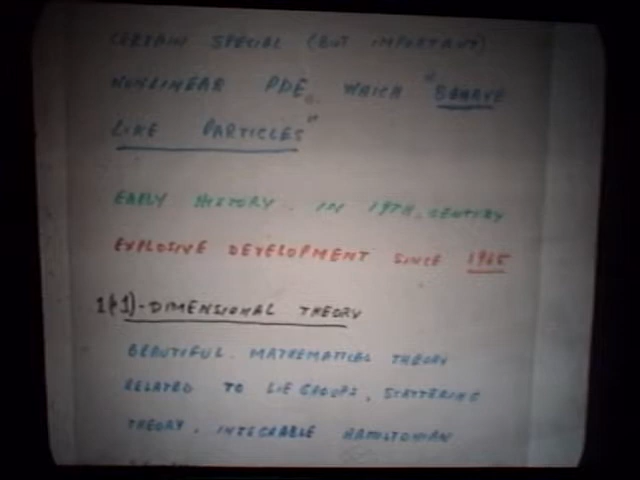 CERTAIN SPECIAL (BUT IMPORTANT)
NONLINEAR PDE, WHICH "BEHAVE
LIKE PARTICLES"
EARLY HISTORY. IN 19TH. CENTURY
EXPLOSIVE DEVELOPMENT SINCE 1965
1(+1)-DIMENSIONAL THEORY
BEAUTIFUL. MATHEMATICAL THEORY
RELATED TO LIE GROUPS, SCATTERING
THEORY, INTEGRABLE HAMILTONIAN